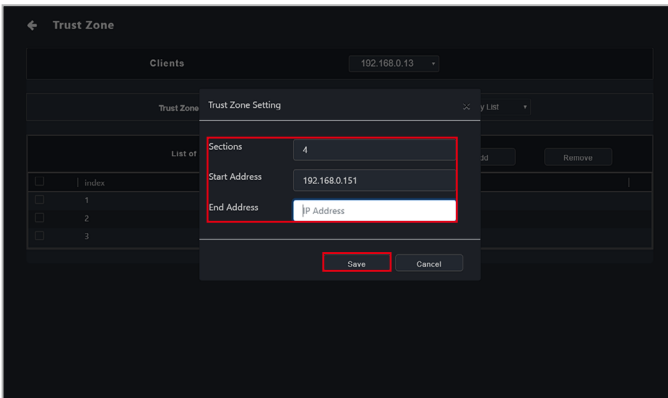 Trust Zone
Clients 192.168.0.13
Trust Zone Setting
Trust Zone y List
Sections 4
List of dd Remove
Start Address 192.168.0.151
index
1
End Address IP Address
2
3
Save Cancel